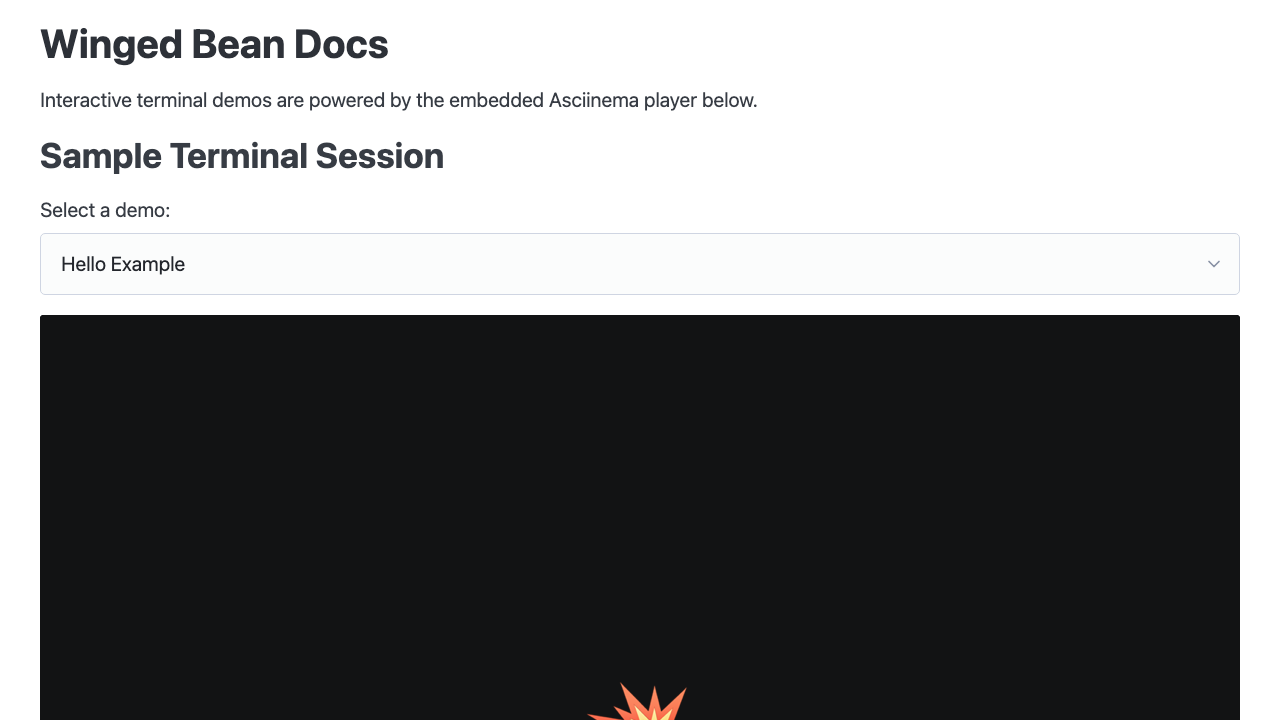 Winged Bean Docs
Interactive terminal demos are powered by the embedded Asciinema player below.
Sample Terminal Session
Select a demo:
Hello Example